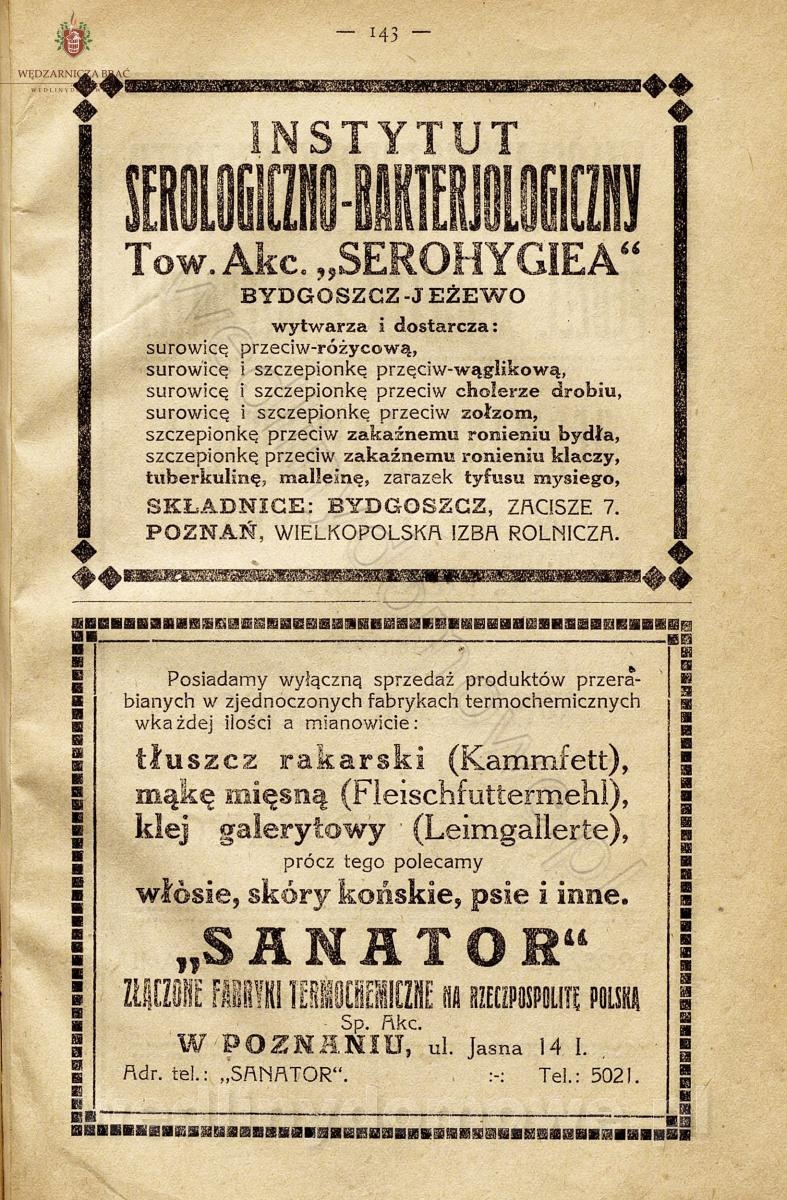 — 143 —
WĘDZARNICZA BRAĆ
INSTYTUT
SEROLOGICZNO-BAKTERJOLOGICZNY
Tow. Akc. „SEROHYGIEA“
BYDGOSZCZ-JEŻEWO
wytwarza i dostarcza:
surowicę przeciw-różycową,
surowicę i szczepionkę przęciw-wąglikową,
surowicę i szczepionkę przeciw cholerze drobiu,
surowicę i szczepionkę przeciw zołzom,
szczepionkę przeciw zakaźnemu ronieniu bydła,
szczepionkę przeciw zakaźnemu ronieniu klaczy,
tuberkulinę, malleinę, zarazek tyfusu mysiego,
SKŁADNICE: BYDGOSZCZ, ZACISZE 7.
POZNAŃ, WIELKOPOLSKA IZBA ROLNICZA.
Posiadamy wyłączną sprzedaż produktów przera-
bianych w zjednoczonych fabrykach termochemicznych
wka żdej ilości a mianowicie:
tłuszcz rakarski (Kammfett),
mąkę mięsną (Fleischfuttermehl),
klej galerytowy (Leimgallerte),
prócz tego polecamy
włósie, skóry końskie, psie i inne.
„SANATOR“
ZŁĄCZONE FABRYKI TERMOCHEMICZNE NA RZECZPOSPOLITĘ POLSKĄ
Sp. Akc.
W POZNANIU, ul. Jasna 14 I.
Adr. tel.: „SANATOR“. :-: Tel.: 5021.